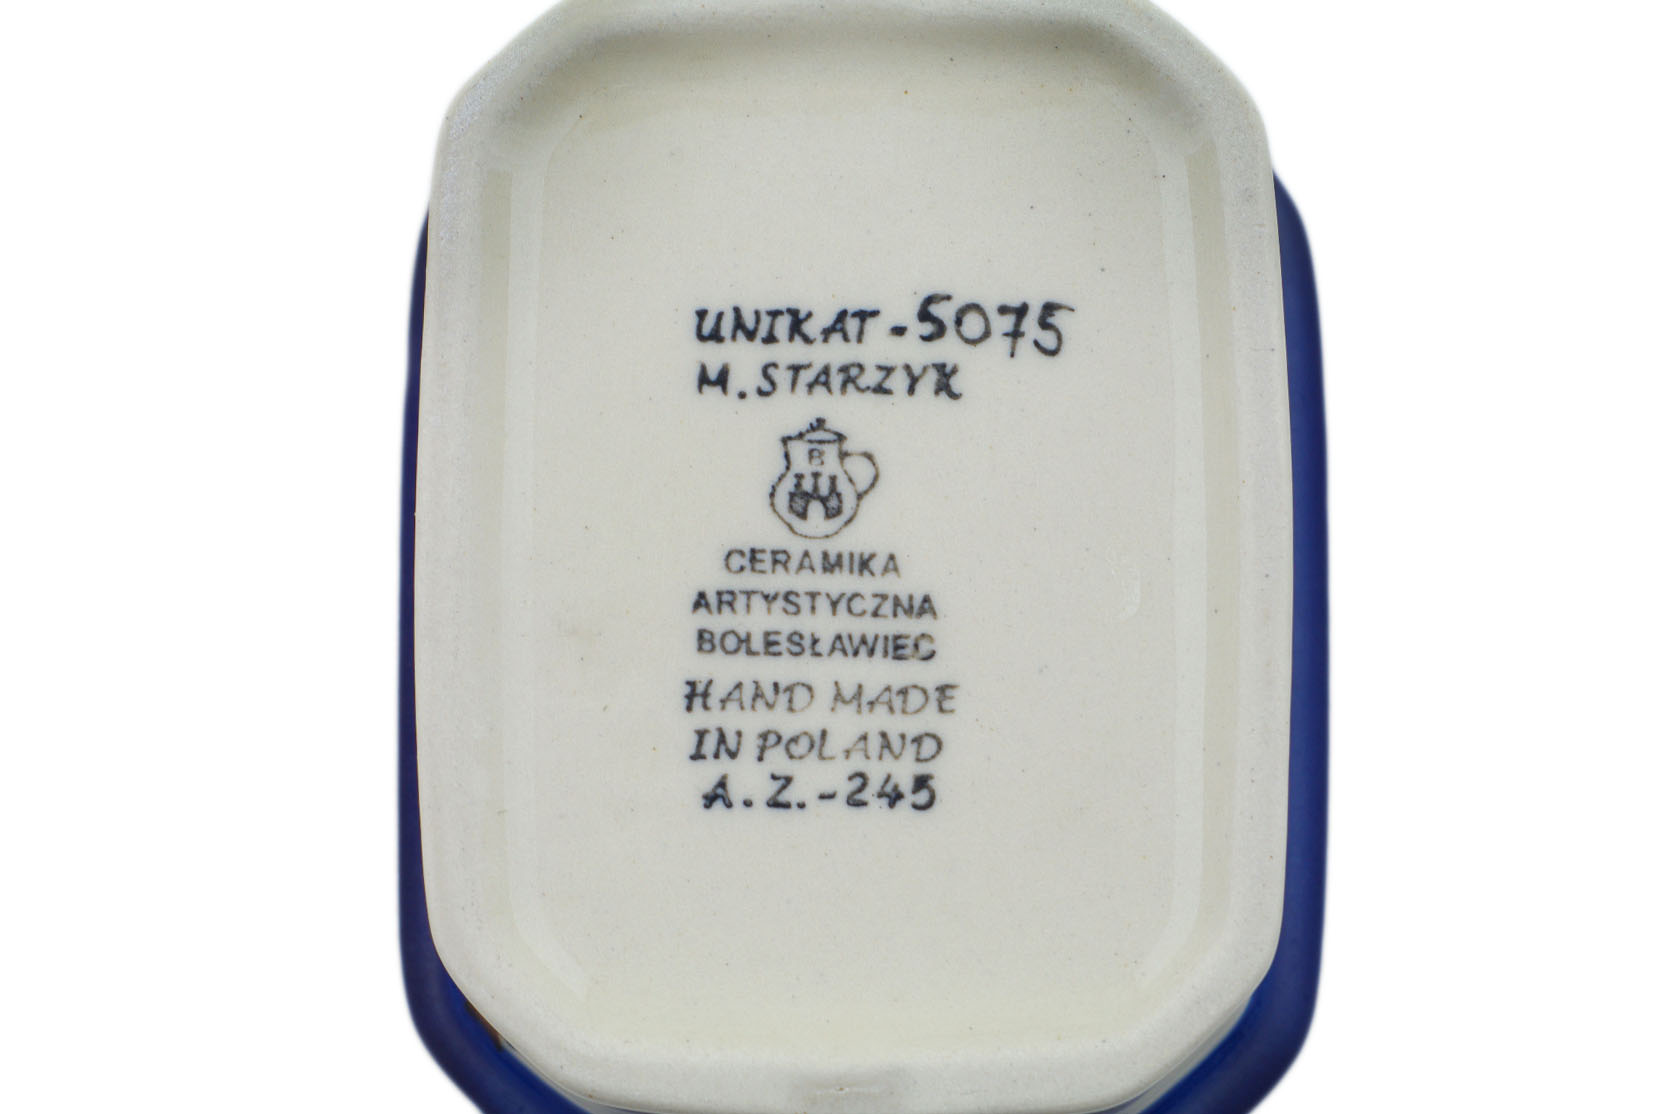 UNIKAT-5075
M. STARZYK
B
CERAMIKA
ARTYSTYCZNA
BOLESŁAWIEC
HAND MADE
IN POLAND
A.Z.-245